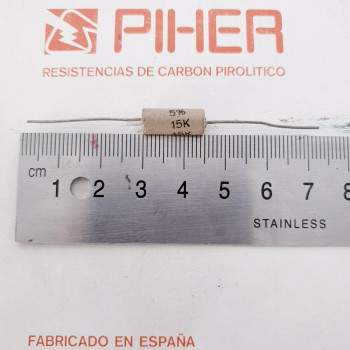 PIHER
RESISTENCIAS DE CARBON PIROLITICO
5%
15K
15K
cm 1 2 3 4 5 6 7 8
STAINLESS
FABRICADO EN ESPAÑA